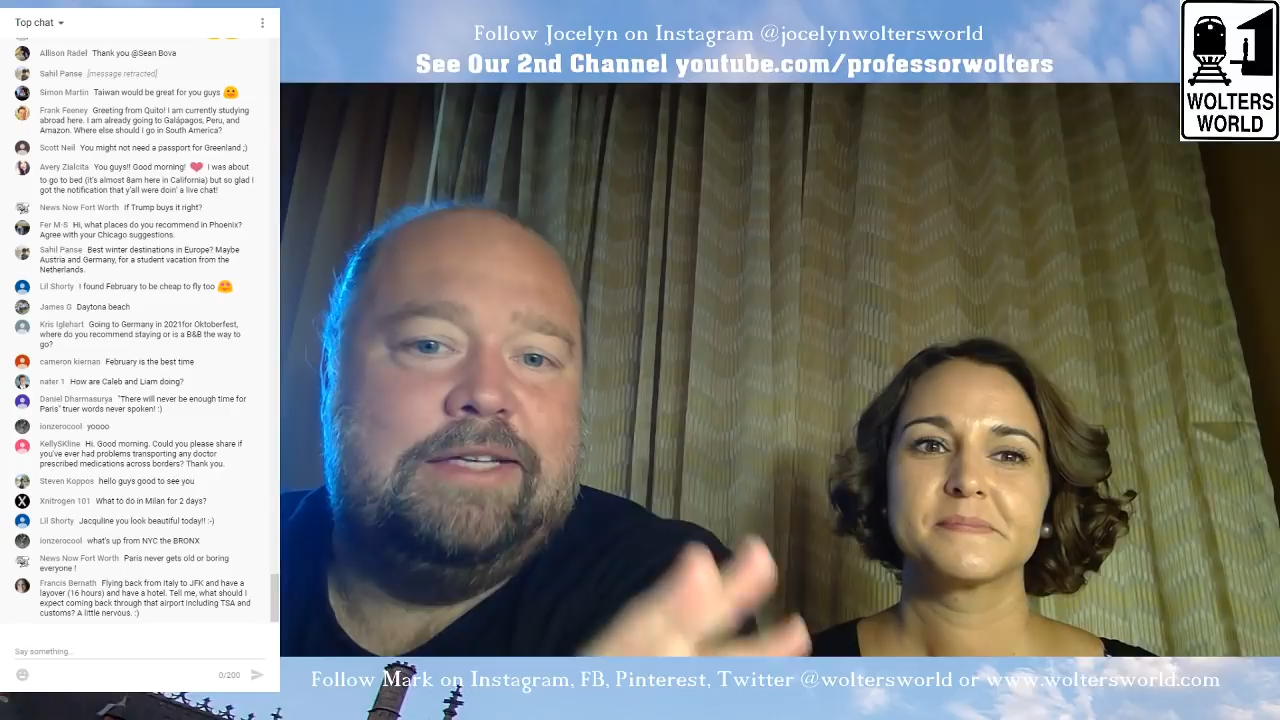 Top chat
Follow Jocelyn on Instagram @jocelynwoltersworld
See Our 2nd Channel youtube.com/professorwolters
WOLTERS
WORLD
Allison Radel Thank you @Sean Bova
Sahil Panse [message retracted]
Simon Martin Taiwan would be great for you guys
Frank Feeney Greeting from Quito! I am currently studying
abroad here. I am already going to Galápagos, Peru, and
Amazon. Where else should I go in South America?
Scott Neil You might not need a passport for Greenland ;)
Avery Zialcita You guys!! Good morning! I was about
to go to bed (it's almost 8am here in California) but so glad I
got the notification that y'all were doin' a live chat!
News Now Fort Worth if Trump buys it right?
Fer M-S Hi, what places do you recommend in Phoenix?
Agree with your Chicago suggestions.
Sahil Panse Best winter destinations in Europe? Maybe
Austria and Germany, for a student vacation from the
Netherlands.
Lil Shorty I found February to be cheap to fly too
James G Daytona beach
Kris Iglehart Going to Germany in 2021for Oktoberfest,
where do you recommend staying or is a B&B the way to
go?
cameron kiernan February is the best time
nater 1 How are Caleb and Liam doing?
Daniel Dharmasurya "There will never be enough time for
Paris" truer words never spoken! :)
ionzerocool yoooo
KellySKline Hi. Good morning. Could you please share if
you've ever had problems transporting any doctor
prescribed medications across borders? Thank you.
Steven Koppos hello guys good to see you
Xnitrogen 101 What to do in Milan for 2 days?
Lil Shorty Jacquline you look beautiful today!! :-)
ionzerocool what's up from NYC the BRONX
News Now Fort Worth Paris never gets old or boring
everyone !
Francis Bernath Flying back from Italy to JFK and have a
layover (16 hours) and have a hotel. Tell me, what should I
expect coming back through that airport including TSA and
customs? A little nervous. :)
Say something...
0/200
Follow Mark on Instagram, FB, Pinterest, Twitter @woltersworld or www.woltersworld.com